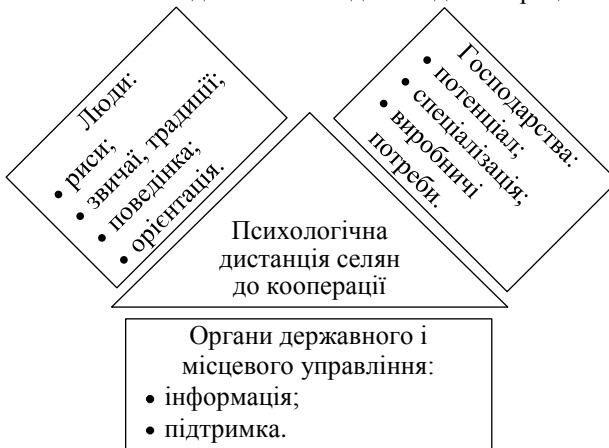 Люди:
• риси;
• звичаї, традиції;
• поведінка;
• орієнтація.
Господарства:
• потенціал;
• спеціалізація;
• виробничі
потреби.
Психологічна
дистанція селян
до кооперації
Органи державного і
місцевого управління:
• інформація;
• підтримка.